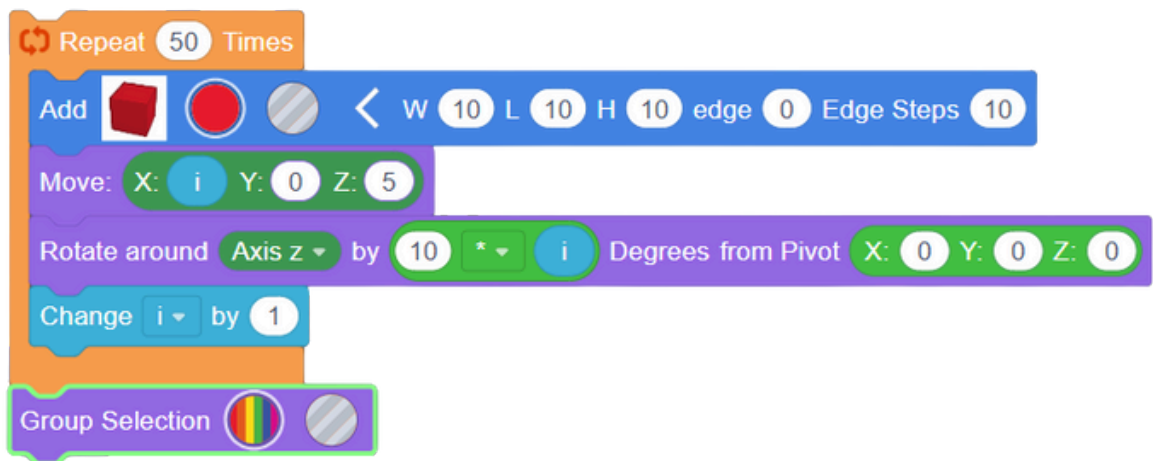 Repeat 50 Times
Add W 10 L 10 H 10 edge 0 Edge Steps 10
Move: X: i Y: 0 Z: 5
Rotate around Axis z by 10 * i Degrees from Pivot X: 0 Y: 0 Z: 0
Change i by 1
Group Selection